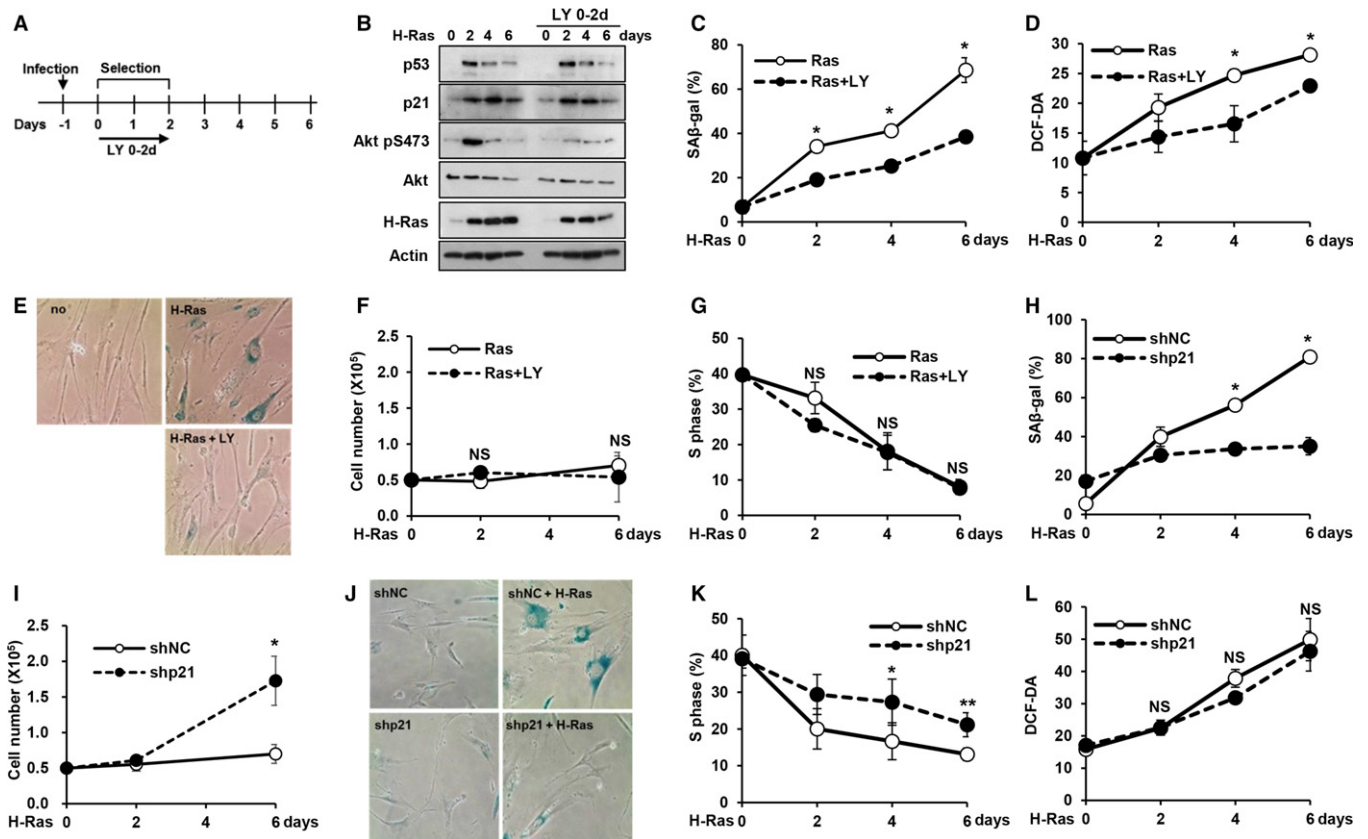 A
Infection
Selection
Days -1 0 1 2 3 4 5 6
LY 0-2d
B
LY 0-2d
H-Ras 0 2 4 6 0 2 4 6 days
p53
p21
Akt pS473
Akt
H-Ras
Actin
C
SAβ-gal (%)
80
60
40
20
0
Ras
Ras+LY
*
*
*
H-Ras 0 2 4 6 days
D
DCF-DA
30
25
20
15
10
5
0
Ras
Ras+LY
*
*
H-Ras 0 2 4 6 days
E
no
H-Ras
H-Ras + LY
F
Cell number (X10⁵)
2.5
2.0
1.5
1.0
0.5
0.0
Ras
Ras+LY
NS
NS
H-Ras 0 2 4 6 days
G
S phase (%)
50
40
30
20
10
0
Ras
Ras+LY
NS
NS
NS
H-Ras 0 2 4 6 days
H
SAβ-gal (%)
100
80
60
40
20
0
shNC
shp21
*
*
H-Ras 0 2 4 6 days
I
Cell number (X10⁵)
2.5
2.0
1.5
1.0
0.5
0.0
shNC
shp21
*
H-Ras 0 2 4 6 days
J
shNC
shNC + H-Ras
shp21
shp21 + H-Ras
K
S phase (%)
50
40
30
20
10
0
shNC
shp21
*
**
H-Ras 0 2 4 6 days
L
DCF-DA
60
50
40
30
20
10
0
shNC
shp21
NS
NS
NS
H-Ras 0 2 4 6 days